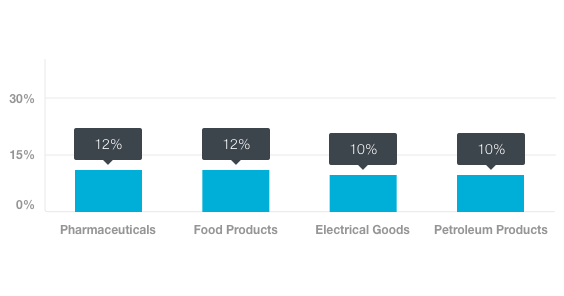 30%
15%
0%
12%
12%
10%
10%
Pharmaceuticals
Food Products
Electrical Goods
Petroleum Products